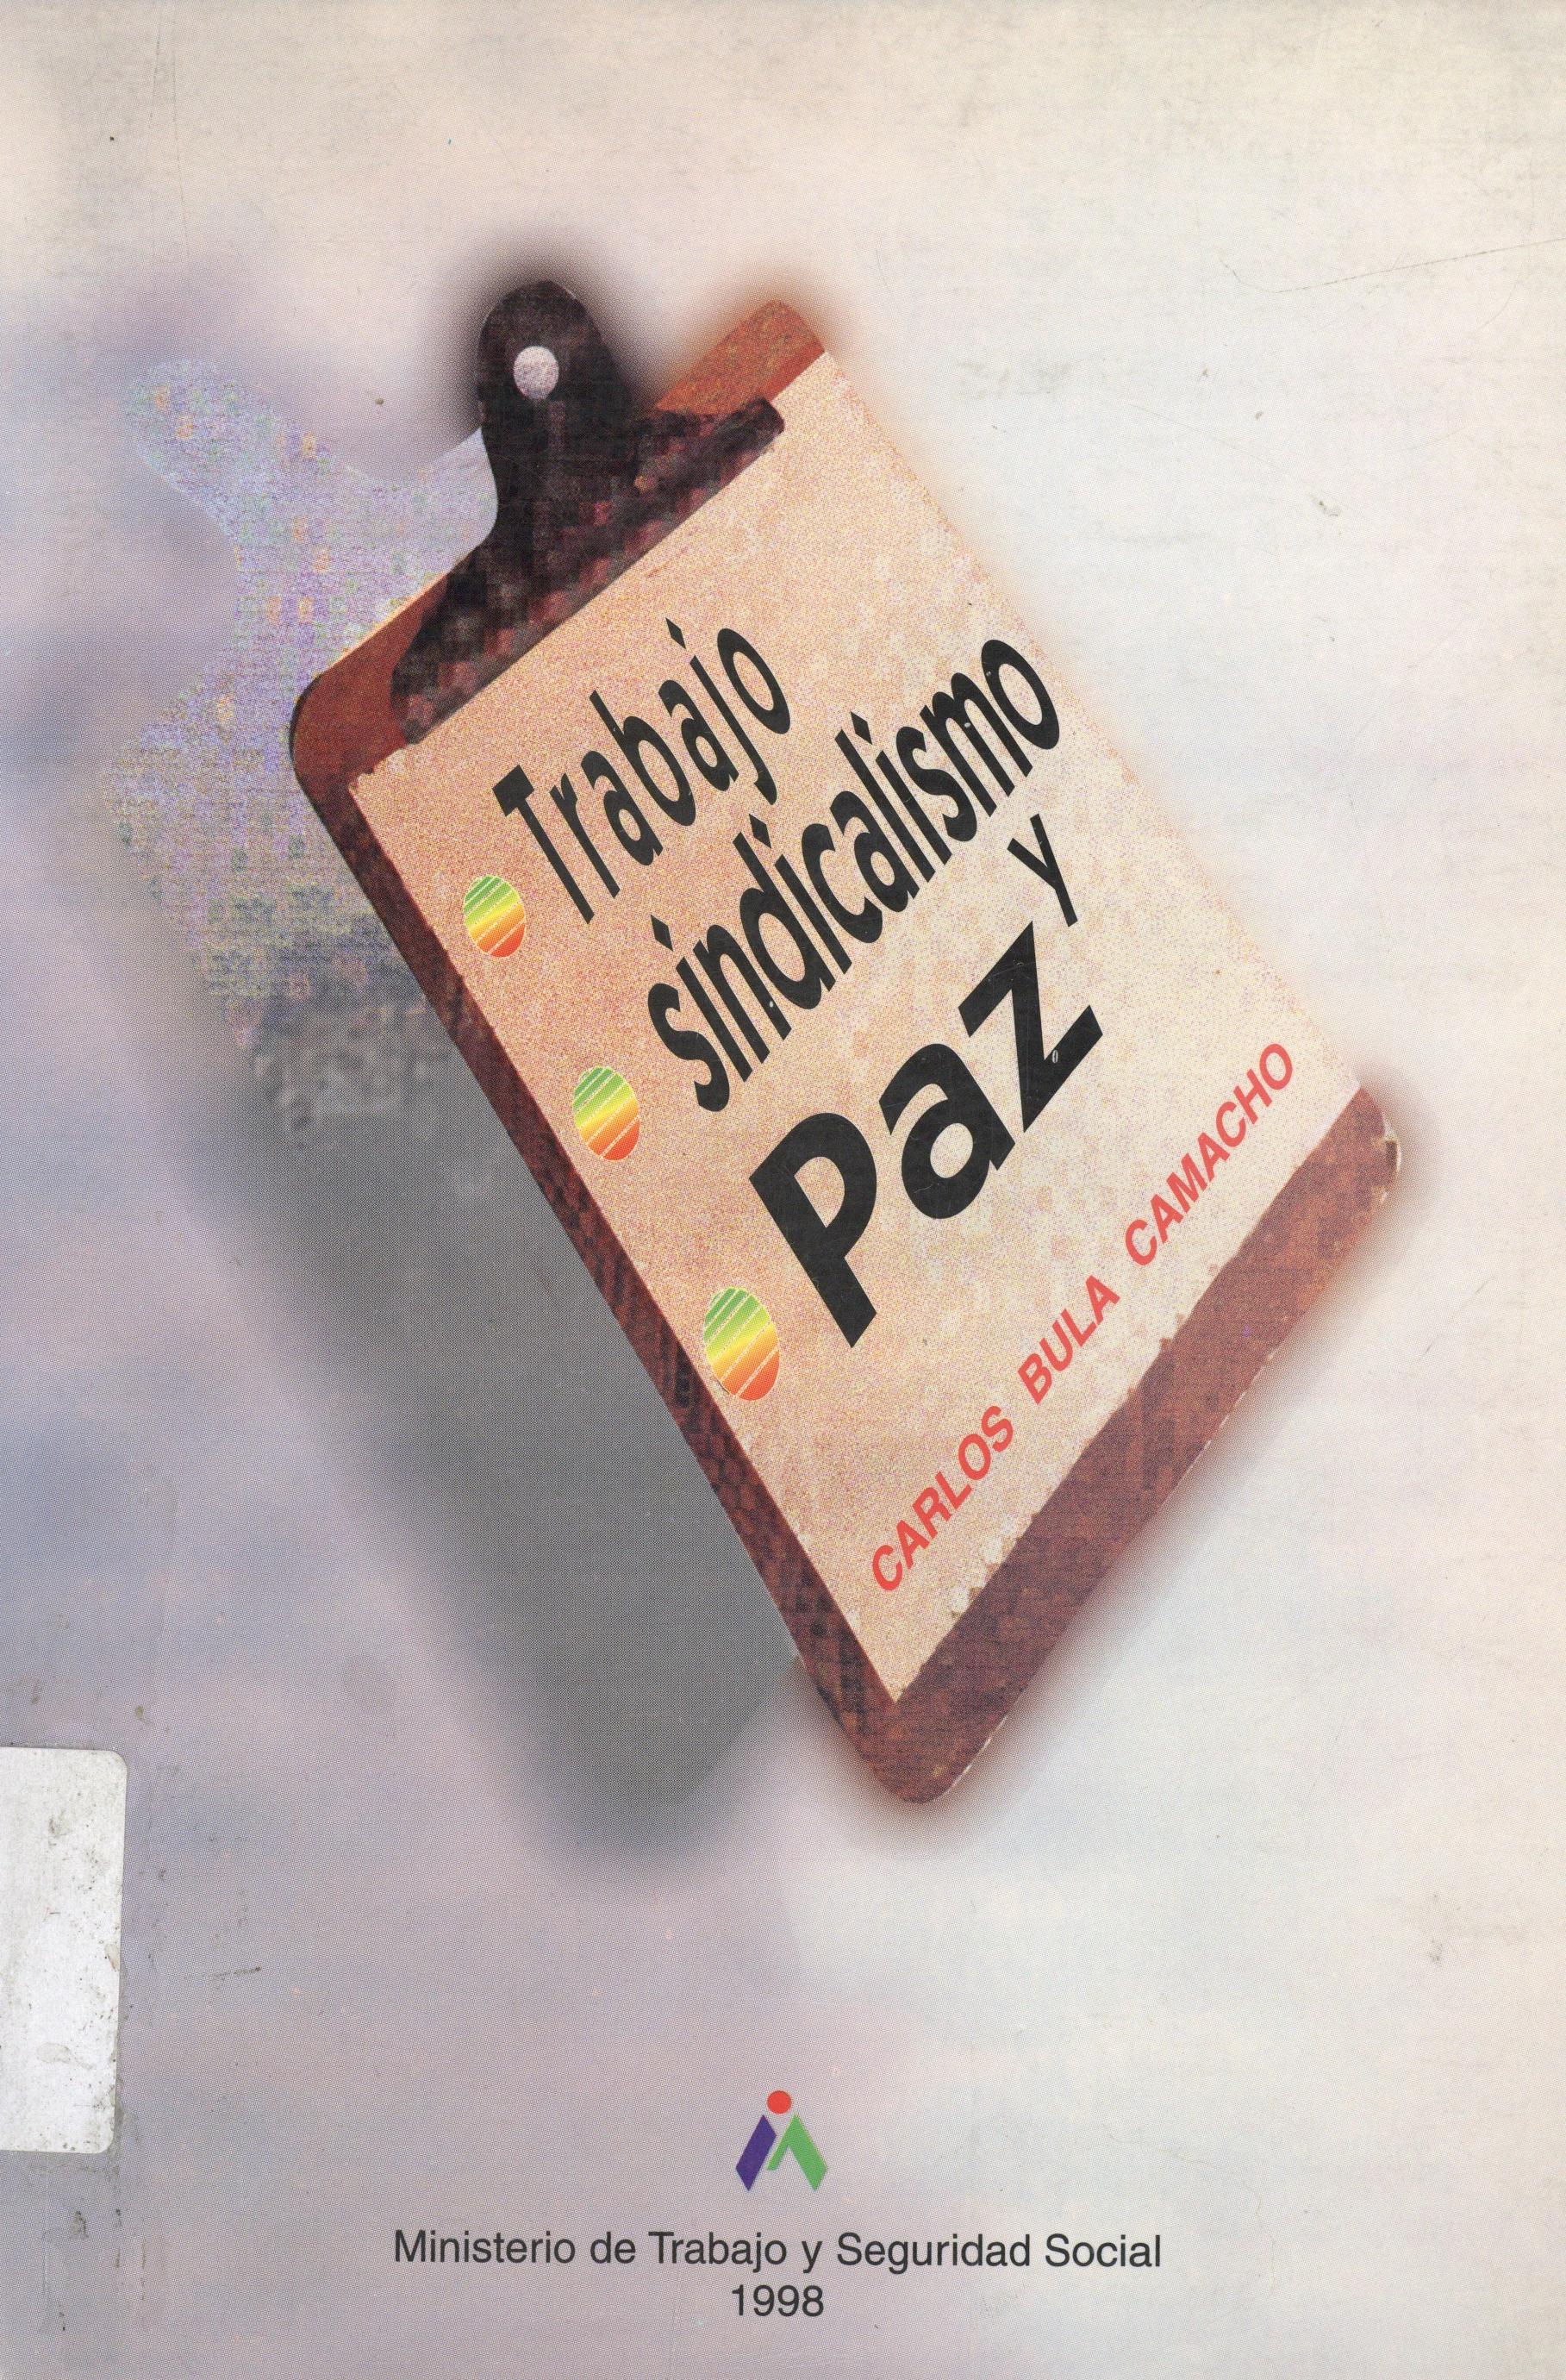 Trabajo
sindicalismo
y
Paz
CARLOS BULA CAMACHO
Ministerio de Trabajo y Seguridad Social
1998